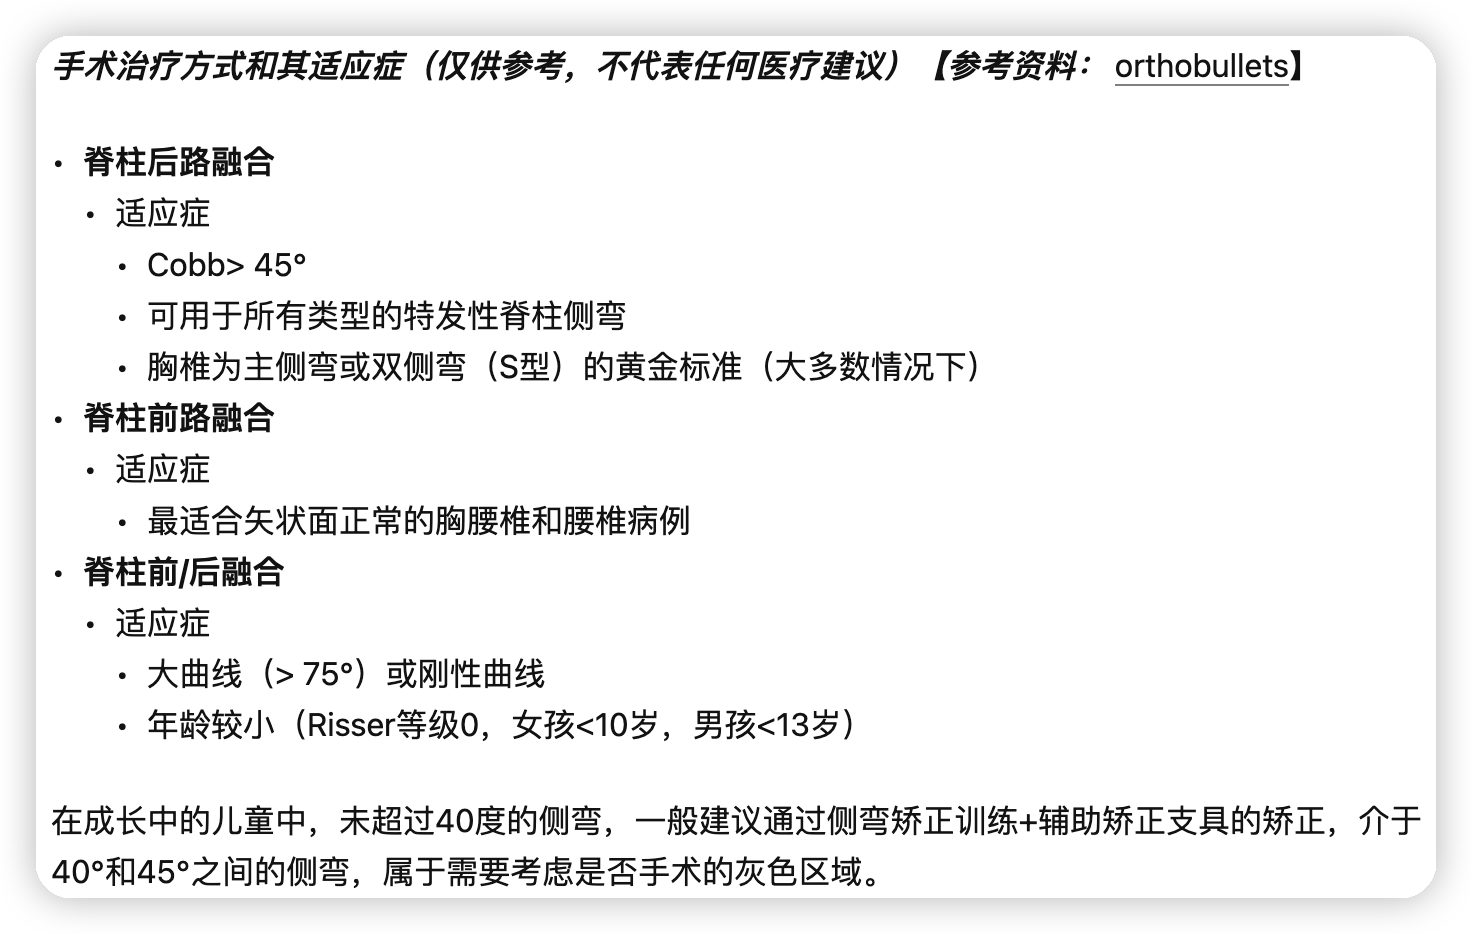 手术治疗方式和其适应症（仅供参考，不代表任何医疗建议）【参考资料： orthobullets】
• 脊柱后路融合
• 适应症
• Cobb> 45°
• 可用于所有类型的特发性脊柱侧弯
• 胸椎为主侧弯或双侧弯（S型）的黄金标准（大多数情况下）
• 脊柱前路融合
• 适应症
• 最适合矢状面正常的胸腰椎和腰椎病例
• 脊柱前/后融合
• 适应症
• 大曲线（> 75°）或刚性曲线
• 年龄较小（Risser等级0，女孩<10岁，男孩<13岁）
在成长中的儿童中，未超过40度的侧弯，一般建议通过侧弯矫正训练+辅助矫正支具的矫正，介于
40°和45°之间的侧弯，属于需要考虑是否手术的灰色区域。